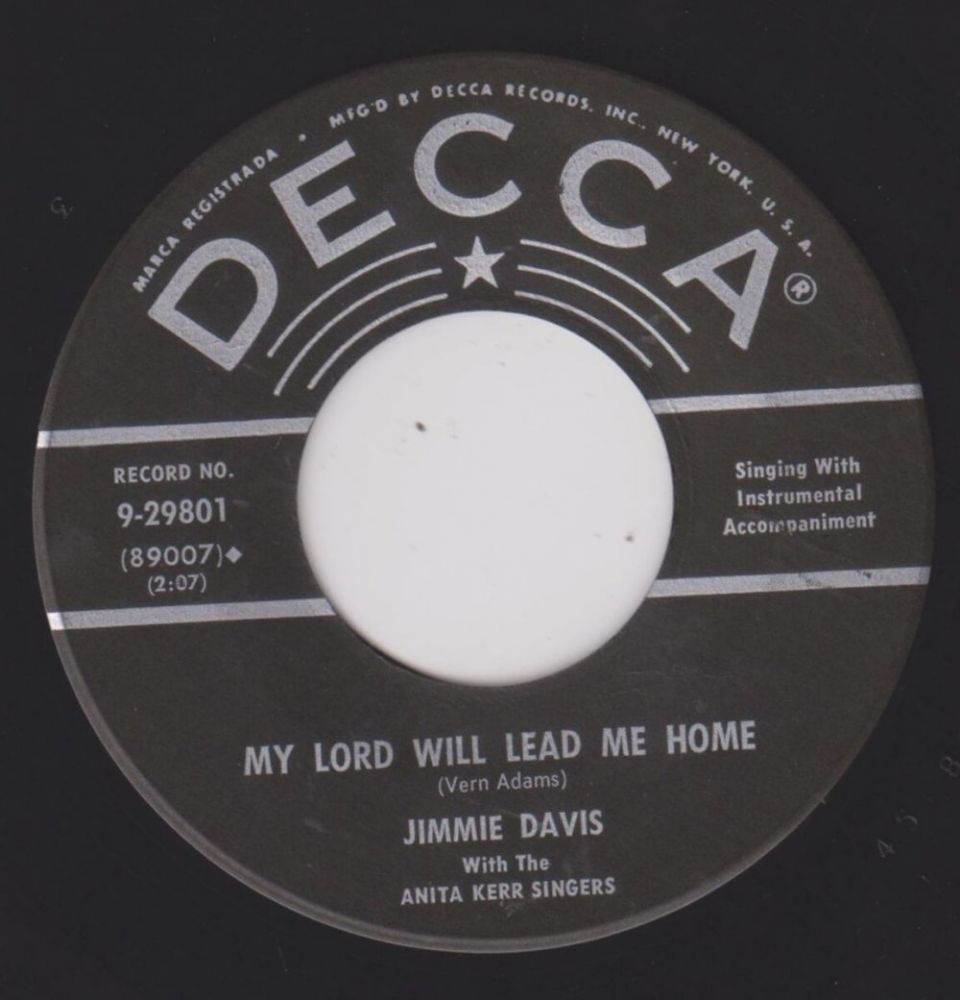 MARCA REGISTRADA • MFG'D BY DECCA RECORDS, INC., NEW YORK, U. S. A.
DECCA ®
RECORD NO.
9-29801
(89007)◆
(2:07)
Singing With
Instrumental
Accompaniment
MY LORD WILL LEAD ME HOME
(Vern Adams)
JIMMIE DAVIS
With The
ANITA KERR SINGERS